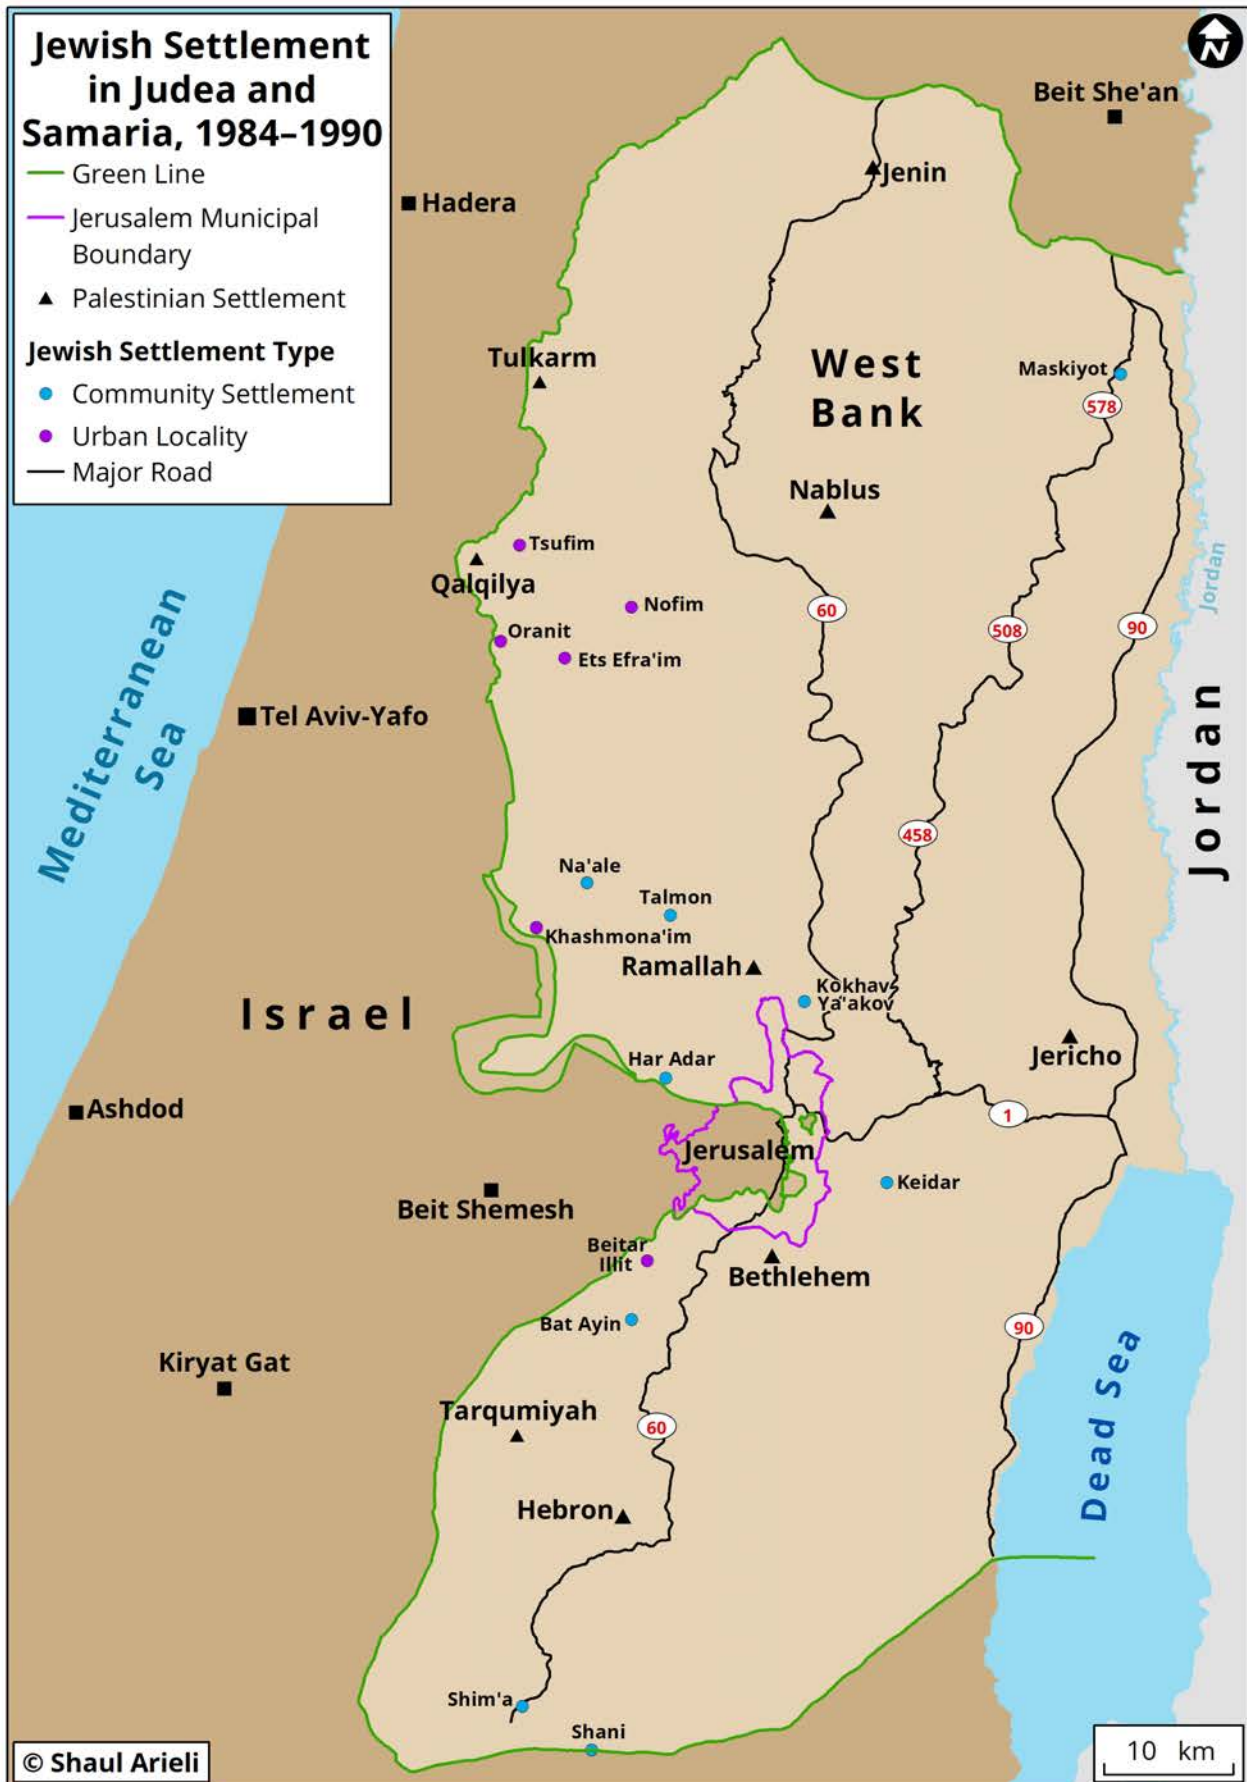 Jewish Settlement
in Judea and
Samaria, 1984–1990
Green Line
Jerusalem Municipal
Boundary
Palestinian Settlement
Jewish Settlement Type
Community Settlement
Urban Locality
Major Road
N
Beit She'an
Jenin
Hadera
Tulkarm
West
Bank
Maskiyot
578
Nablus
Tsufim
Qalqilya
Nofim
60
Oranit
508
90
Jordan
Ets Efra'im
Tel Aviv-Yafo
Mediterranean
Sea
Jordan
458
Na'ale
Talmon
Khashmona'im
Ramallah
Kokhav
Ya'akov
Israel
Jericho
Har Adar
Ashdod
1
Jerusalem
Keidar
Beit Shemesh
Beitar
Illit
Bethlehem
Bat Ayin
90
Dead Sea
Kiryat Gat
Tarqumiyah
60
Hebron
Shim'a
Shani
© Shaul Arieli
10 km